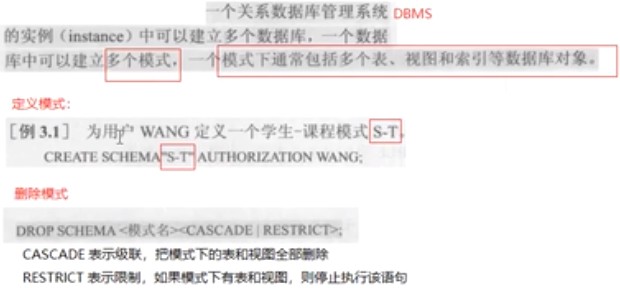 一个关系数据库管理系统 DBMS
的实例（instance）中可以建立多个数据库，一个数据
库中可以建立多个模式，一个模式下通常包括多个表、视图和索引等数据库对象。
定义模式：
［例 3.1］ 为用户 WANG 定义一个学生-课程模式 S-T。
CREATE SCHEMA"S-T" AUTHORIZATION WANG;
删除模式
DROP SCHEMA <模式名><CASCADE | RESTRICT>;
CASCADE 表示级联，把模式下的表和视图全部删除
RESTRICT 表示限制，如果模式下有表和视图，则停止执行该语句